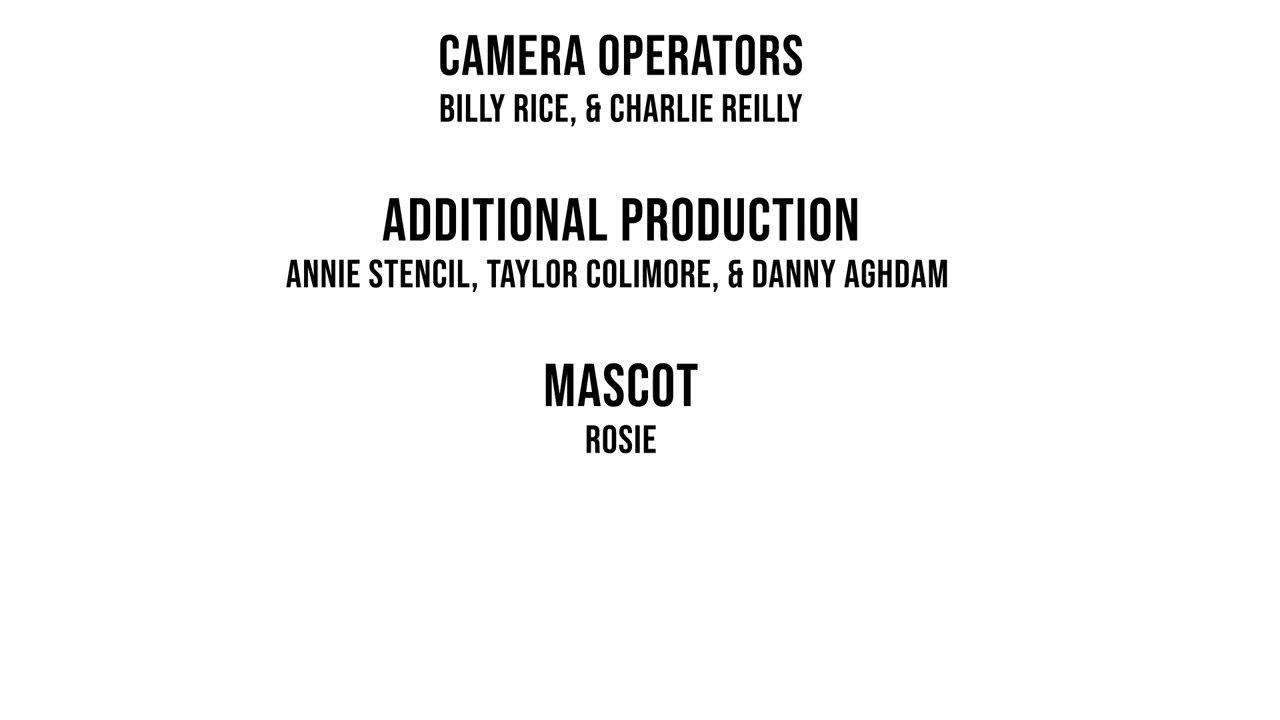 CAMERA OPERATORS
BILLY RICE, & CHARLIE REILLY
ADDITIONAL PRODUCTION
ANNIE STENCIL, TAYLOR COLIMORE, & DANNY AGHDAM
MASCOT
ROSIE